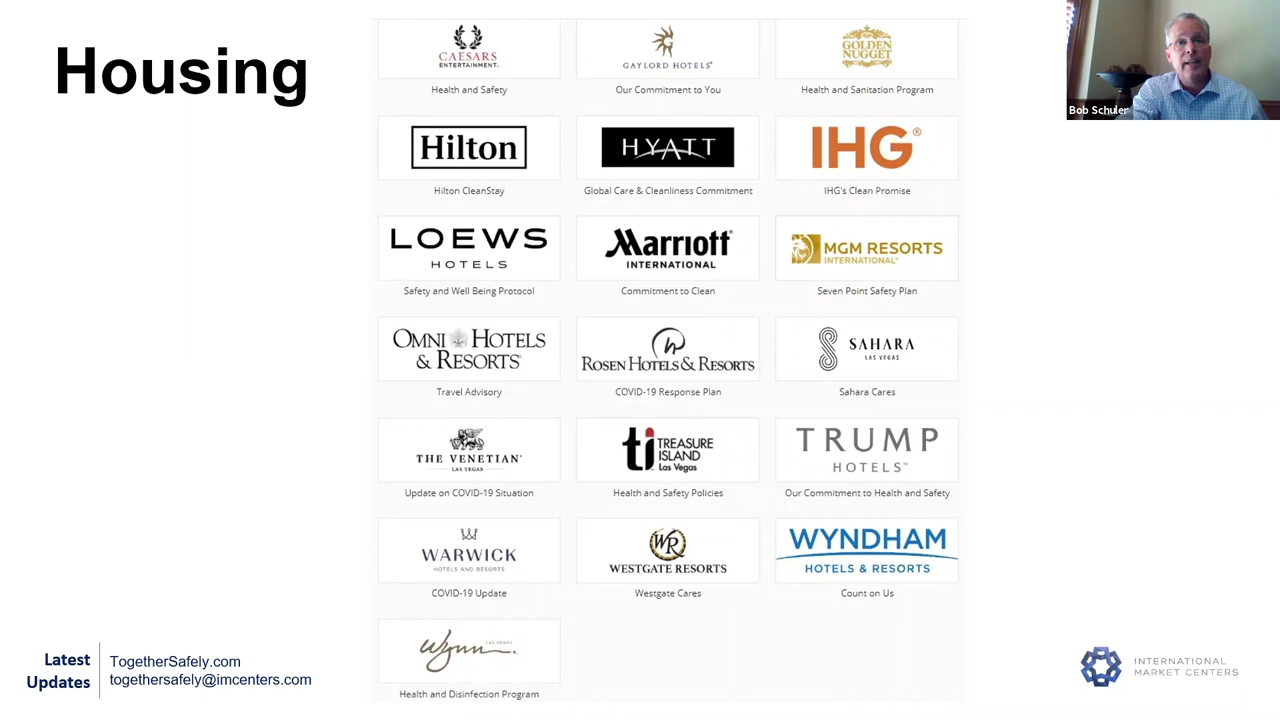 Housing
CAESARS
ENTERTAINMENT.
Health and Safety
GAYLORD HOTELS®
Our Commitment to You
GOLDEN
NUGGET
Health and Sanitation Program
Bob Schuler
Hilton
Hilton CleanStay
HYATT
Global Care & Cleanliness Commitment
IHG®
IHG's Clean Promise
LOEWS
HOTELS
Safety and Well Being Protocol
Marriott®
INTERNATIONAL
Commitment to Clean
MGM RESORTS
INTERNATIONAL®
Seven Point Safety Plan
OMNI HOTELS
& RESORTS®
Travel Advisory
ROSEN HOTELS & RESORTS
COVID-19 Response Plan
SAHARA
LAS VEGAS
Sahara Cares
THE VENETIAN®
LAS VEGAS
Update on COVID-19 Situation
ti TREASURE
ISLAND
Las Vegas
Health and Safety Policies
TRUMP
HOTELS™
Our Commitment to Health and Safety
WARWICK
HOTELS AND RESORTS
COVID-19 Update
WR
WESTGATE RESORTS
Westgate Cares
WYNDHAM
HOTELS & RESORTS
Count on Us
Wynn. LAS VEGAS
Health and Disinfection Program
Latest
Updates
TogetherSafely.com
togethersafely@imcenters.com
INTERNATIONAL
MARKET CENTERS